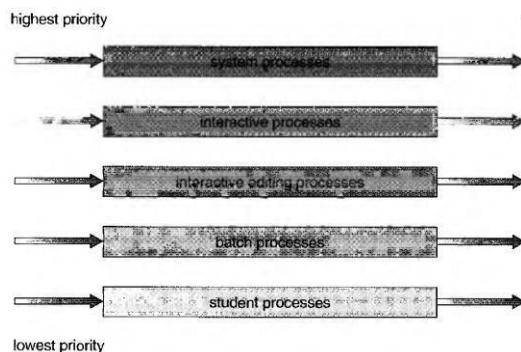 highest priority
system processes
interactive processes
interactive editing processes
batch processes
student processes
lowest priority